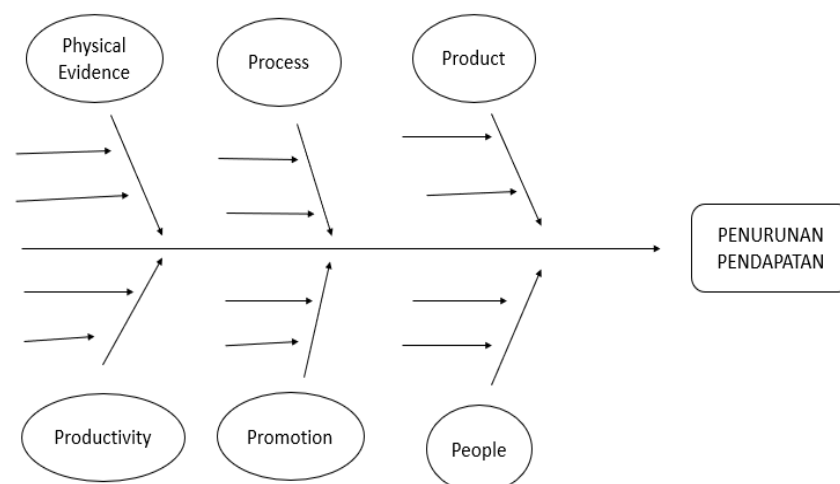 Physical
Evidence
Process
Product
PENURUNAN
PENDAPATAN
Productivity
Promotion
People